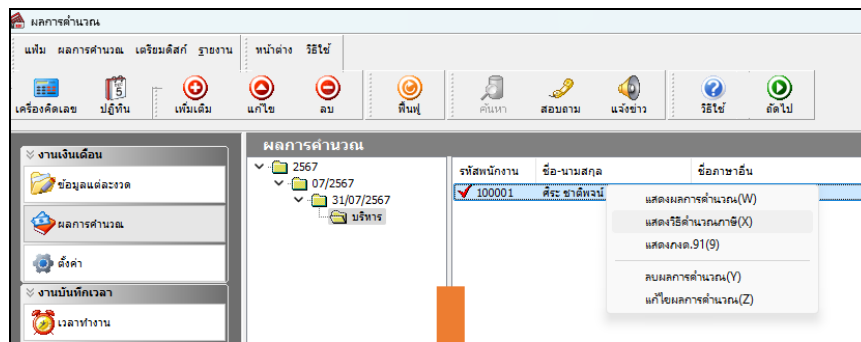 ผลการคำนวณ
แฟ้ม ผลการคำนวณ เตรียมดิสก์ ฐายงาน หน้าต่าง วิธีใช้
5
เครื่องคิดเลข ปฏิทิน เพิ่มเติม แก้ไข ลบ ฟื้นฟู ค้นหา สอบถาม แจ้งข่าว วิธีใช้ ถัดไป
งานเงินเดือน
ข้อมูลแต่ละงวด
ผลการคำนวณ
ตั้งค่า
งานบันทึกเวลา
เวลาทำงาน
ผลการคำนวณ
2567
07/2567
31/07/2567
บริหาร
รหัสพนักงาน ชื่อ-นามสกุล ชื่อภาษาอื่น
100001 ศิระ ชาติพจน์
แสดงผลการคำนวณ(W)
แสดงวิธีคำนวณภาษี(X)
แสดงภงด.91(9)
ลบผลการคำนวณ(Y)
แก้ไขผลการคำนวณ(Z)